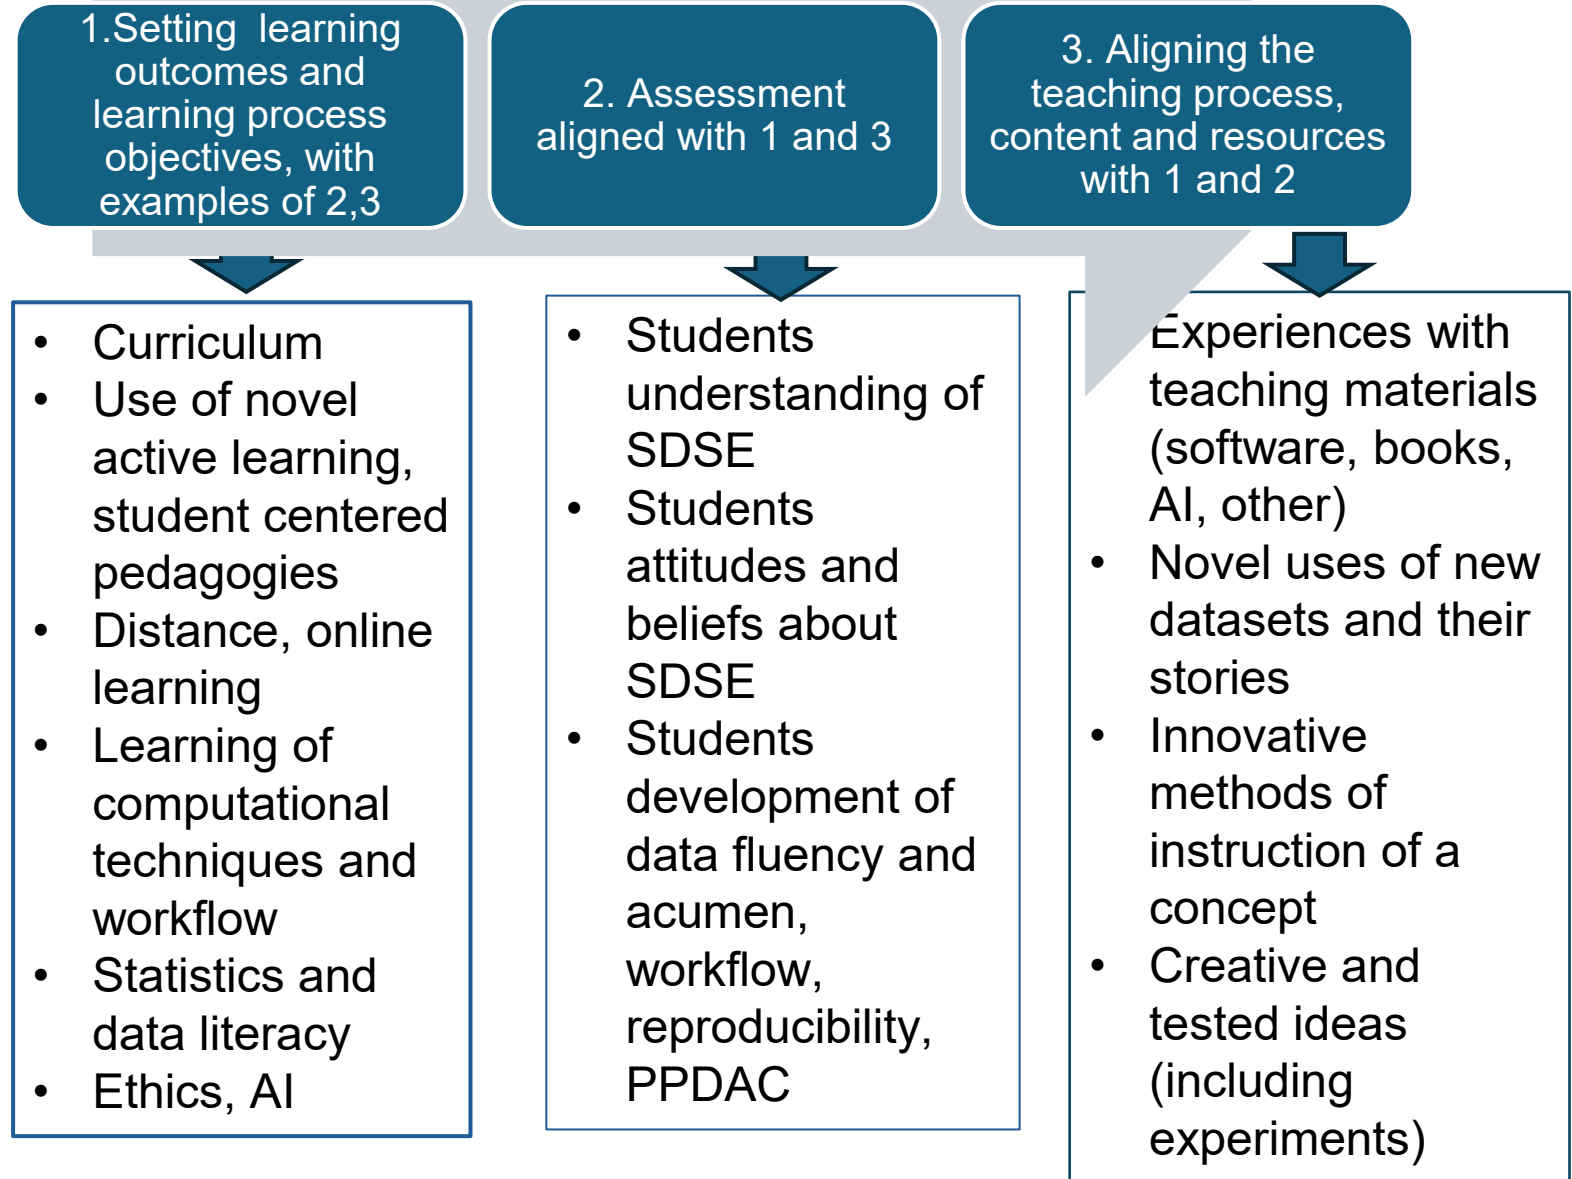 1.Setting learning
outcomes and
learning process
objectives, with
examples of 2,3
2. Assessment
aligned with 1 and 3
3. Aligning the
teaching process,
content and resources
with 1 and 2
• Curriculum
• Use of novel
active learning,
student centered
pedagogies
• Distance, online
learning
• Learning of
computational
techniques and
workflow
• Statistics and
data literacy
• Ethics, AI
• Students
understanding of
SDSE
• Students
attitudes and
beliefs about
SDSE
• Students
development of
data fluency and
acumen,
workflow,
reproducibility,
PPDAC
Experiences with
teaching materials
(software, books,
AI, other)
• Novel uses of new
datasets and their
stories
• Innovative
methods of
instruction of a
concept
• Creative and
tested ideas
(including
experiments)